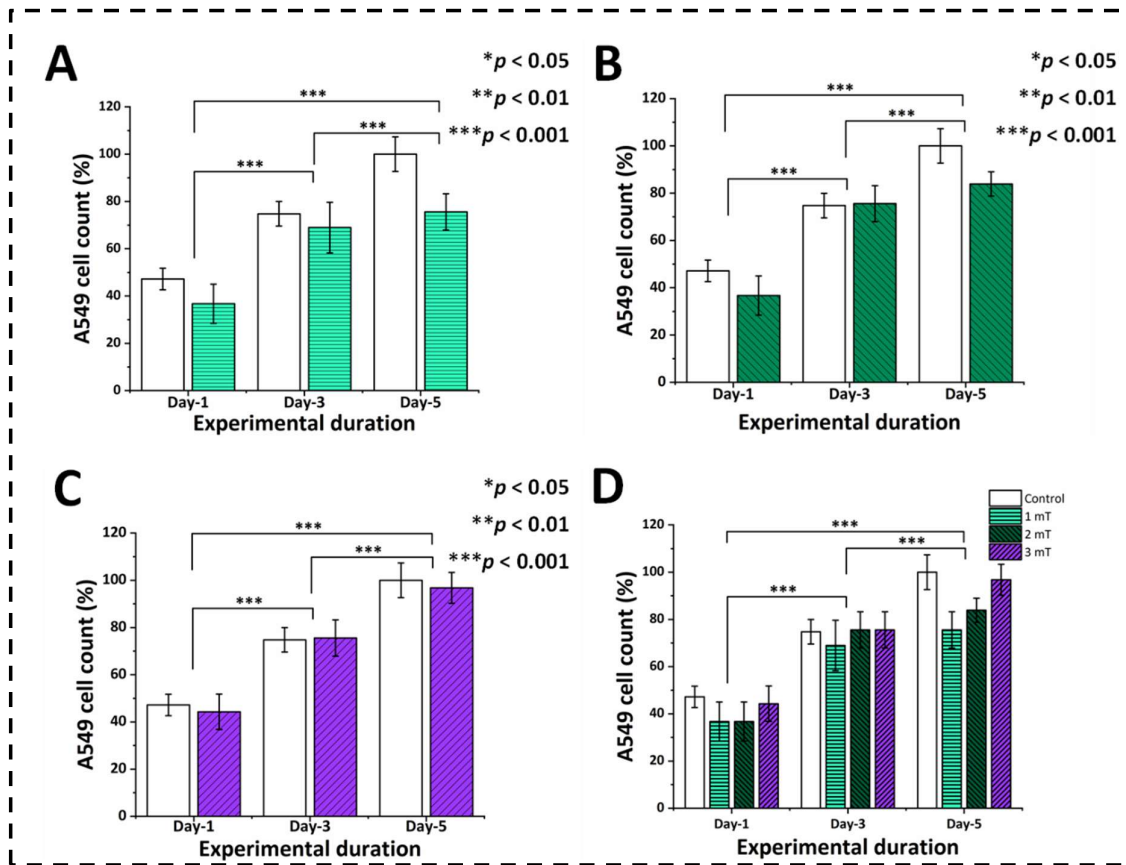 A
*p < 0.05
**p < 0.01
***p < 0.001
***
***
***
A549 cell count (%)
120
100
80
60
40
20
0
Day-1 Day-3 Day-5
Experimental duration
B
*p < 0.05
**p < 0.01
***p < 0.001
***
***
***
A549 cell count (%)
120
100
80
60
40
20
0
Day-1 Day-3 Day-5
Experimental duration
C
*p < 0.05
**p < 0.01
***p < 0.001
***
***
***
A549 cell count (%)
120
100
80
60
40
20
0
Day-1 Day-3 Day-5
Experimental duration
D
Control
1 mT
2 mT
3 mT
***
***
***
A549 cell count (%)
120
100
80
60
40
20
0
Day-1 Day-3 Day-5
Experimental duration